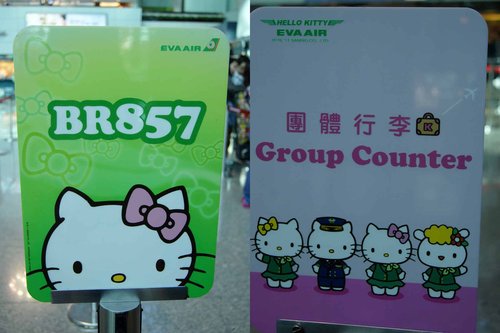 EVA AIR
BR857
HELLO KITTY
EVA AIR
團體行李
Group Counter